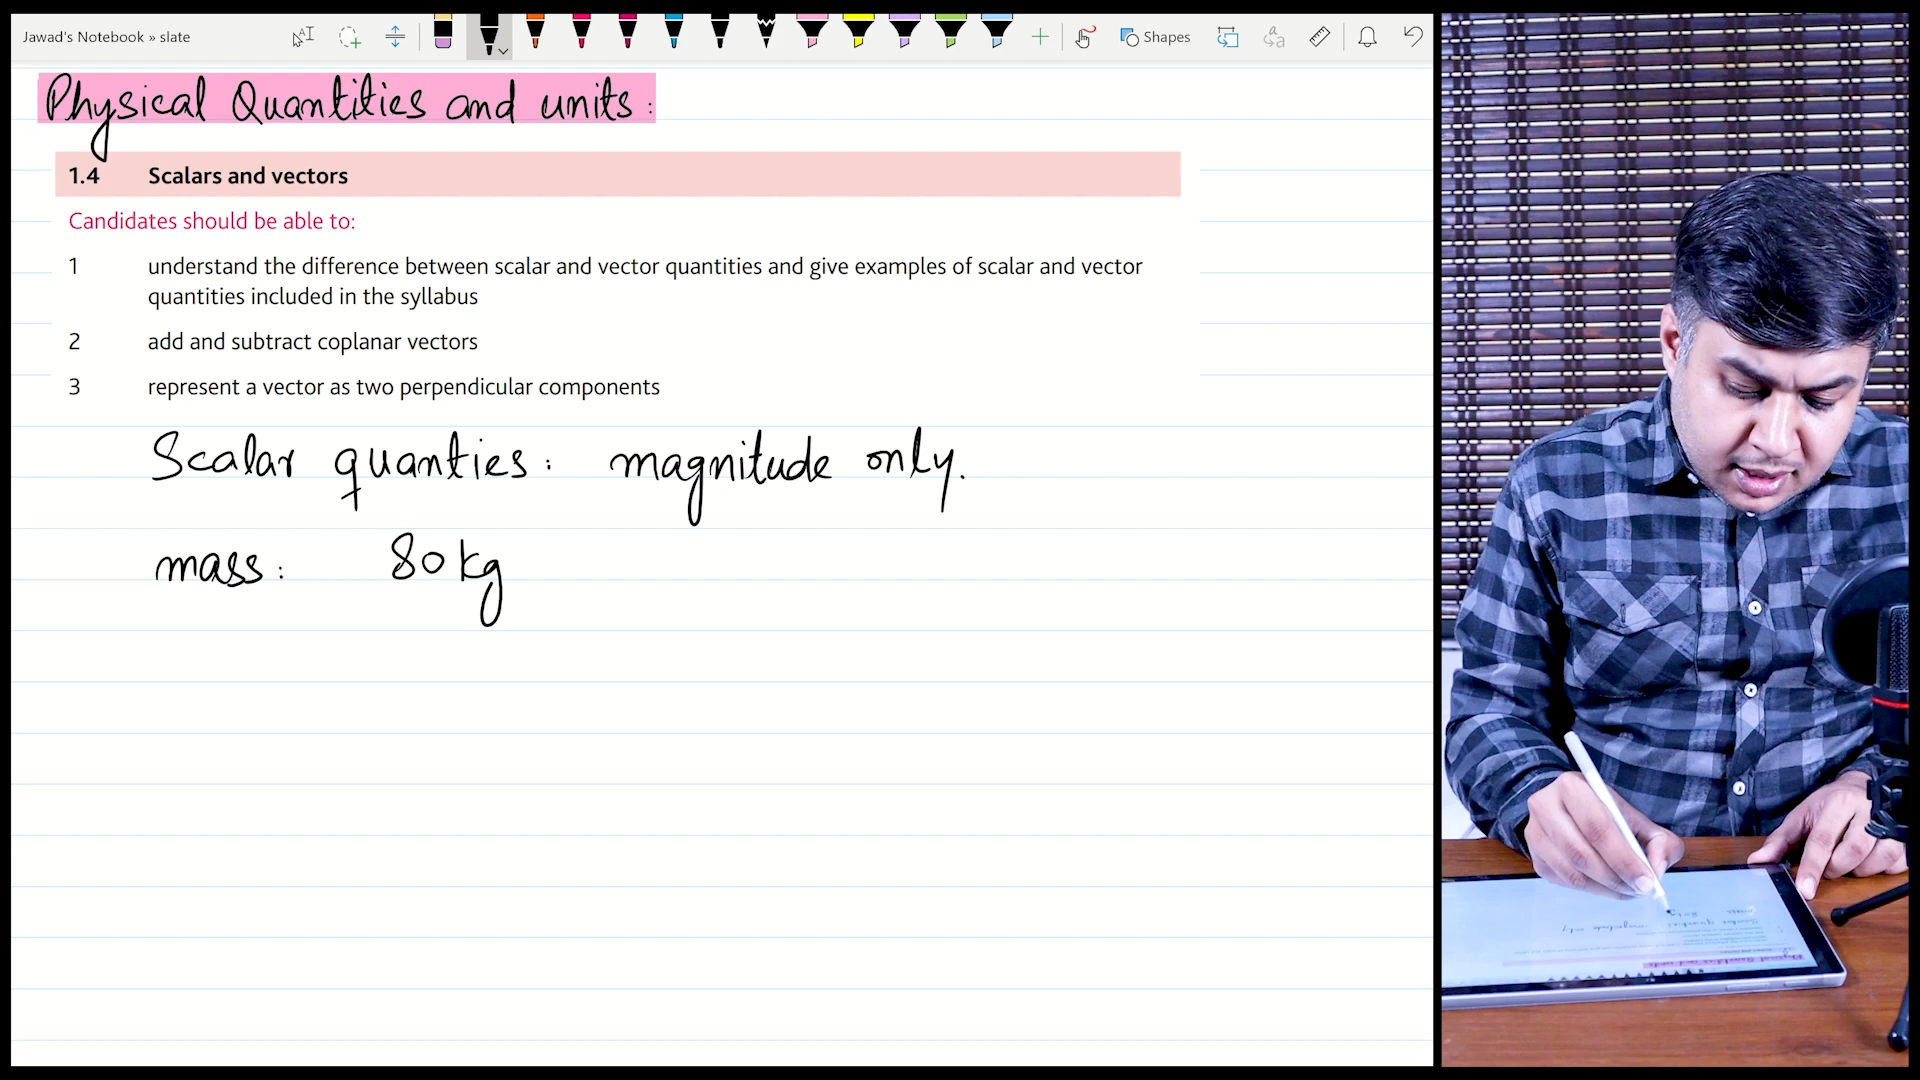 Jawad's Notebook » slate
Shapes
Physical Quantities and units:
1.4 Scalars and vectors
Candidates should be able to:
1 understand the difference between scalar and vector quantities and give examples of scalar and vector
quantities included in the syllabus
2 add and subtract coplanar vectors
3 represent a vector as two perpendicular components
Scalar quanties: magnitude only.
mass: 80kg